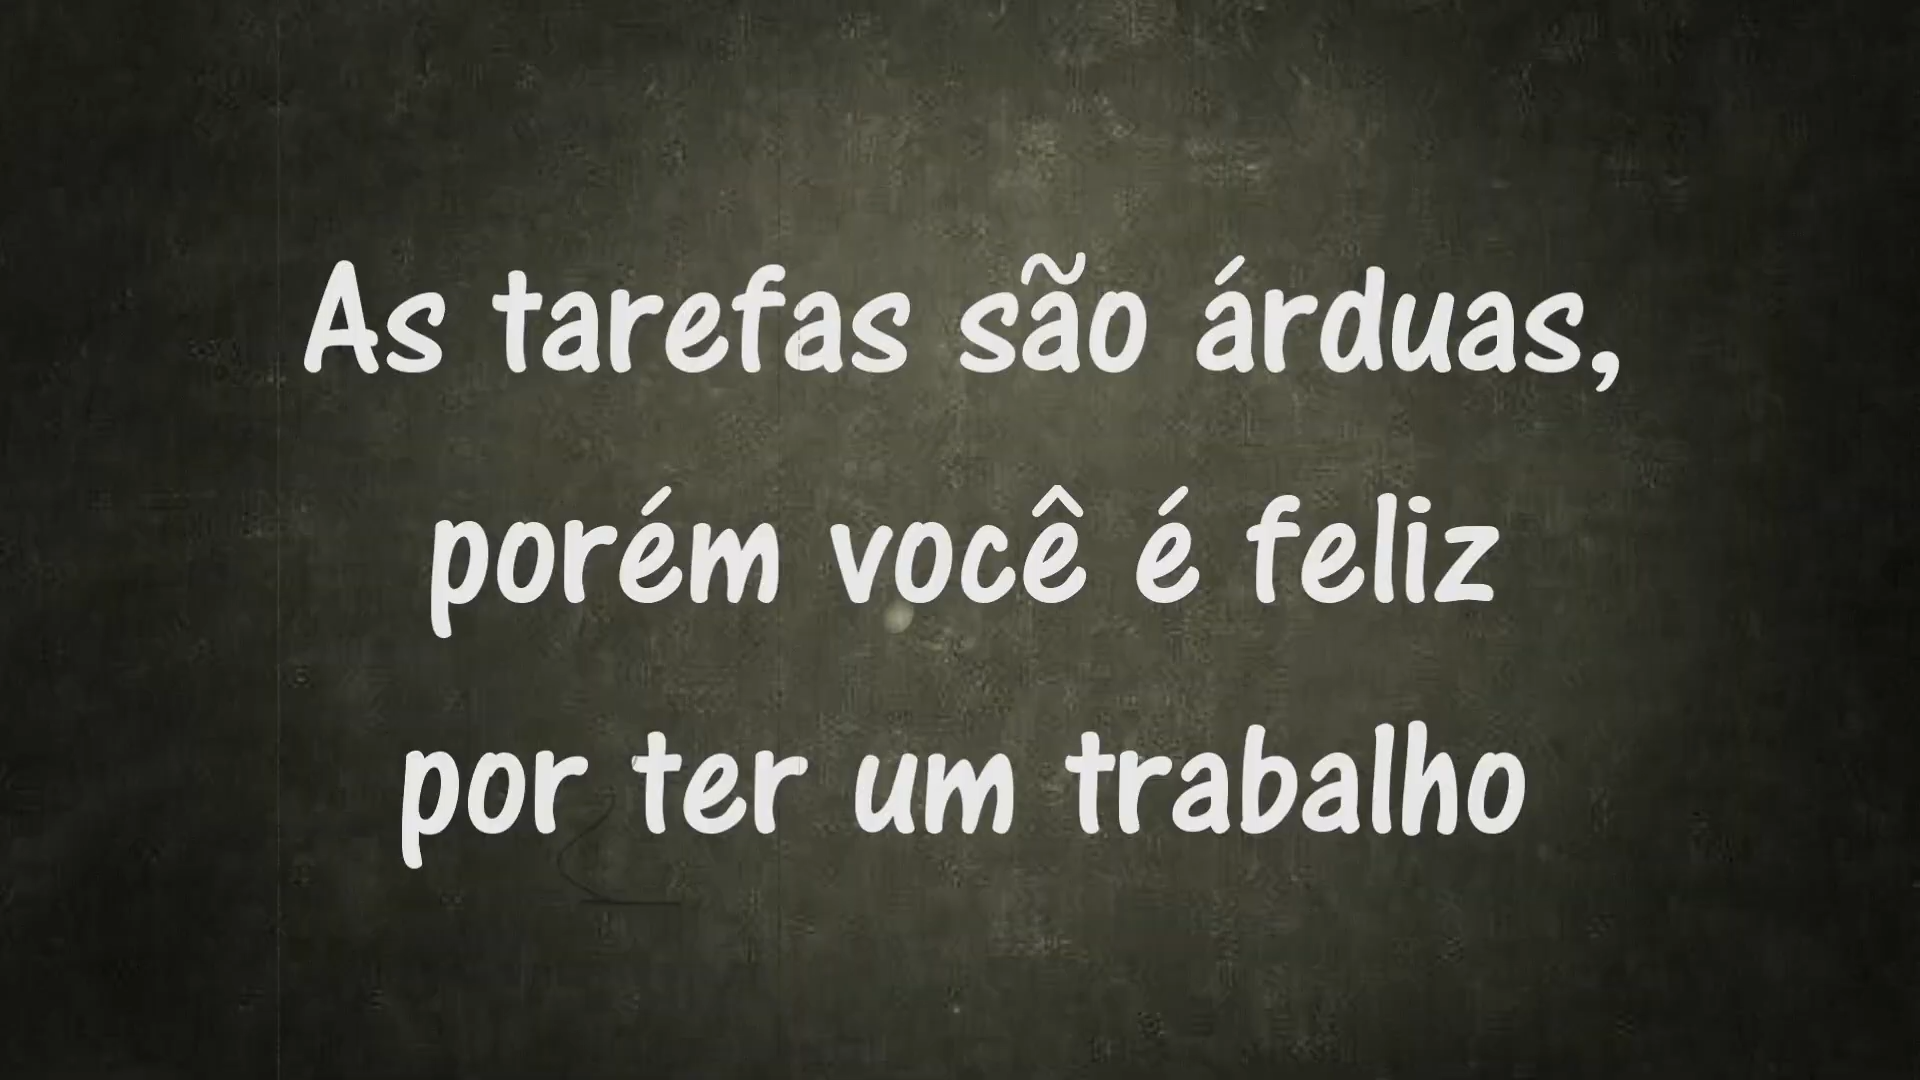 As tarefas são árduas,
porém você é feliz
por ter um trabalho